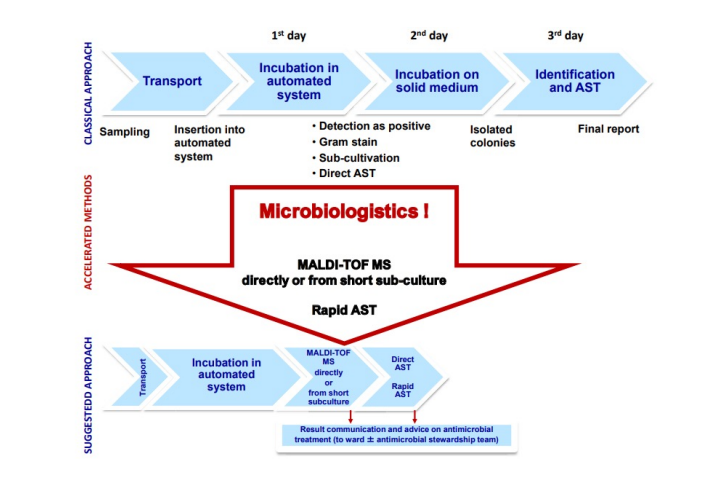 1st day
2nd day
3rd day
CLASSICAL APPROACH
Transport
Incubation in
automated
system
Incubation on
solid medium
Identification
and AST
Sampling
Insertion into
automated
system
• Detection as positive
• Gram stain
• Sub-cultivation
• Direct AST
Isolated
colonies
Final report
ACCELERATED METHODS
Microbiologistics !
MALDI-TOF MS
directly or from short sub-culture
Rapid AST
SUGGESTEDD APPROACH
Transport
Incubation in
automated
system
MALDI-TOF
MS
directly
or
from short
subculture
Direct
AST
Rapid
AST
Result communication and advice on antimicrobial
treatment (to ward ± antimicrobial stewardship team)